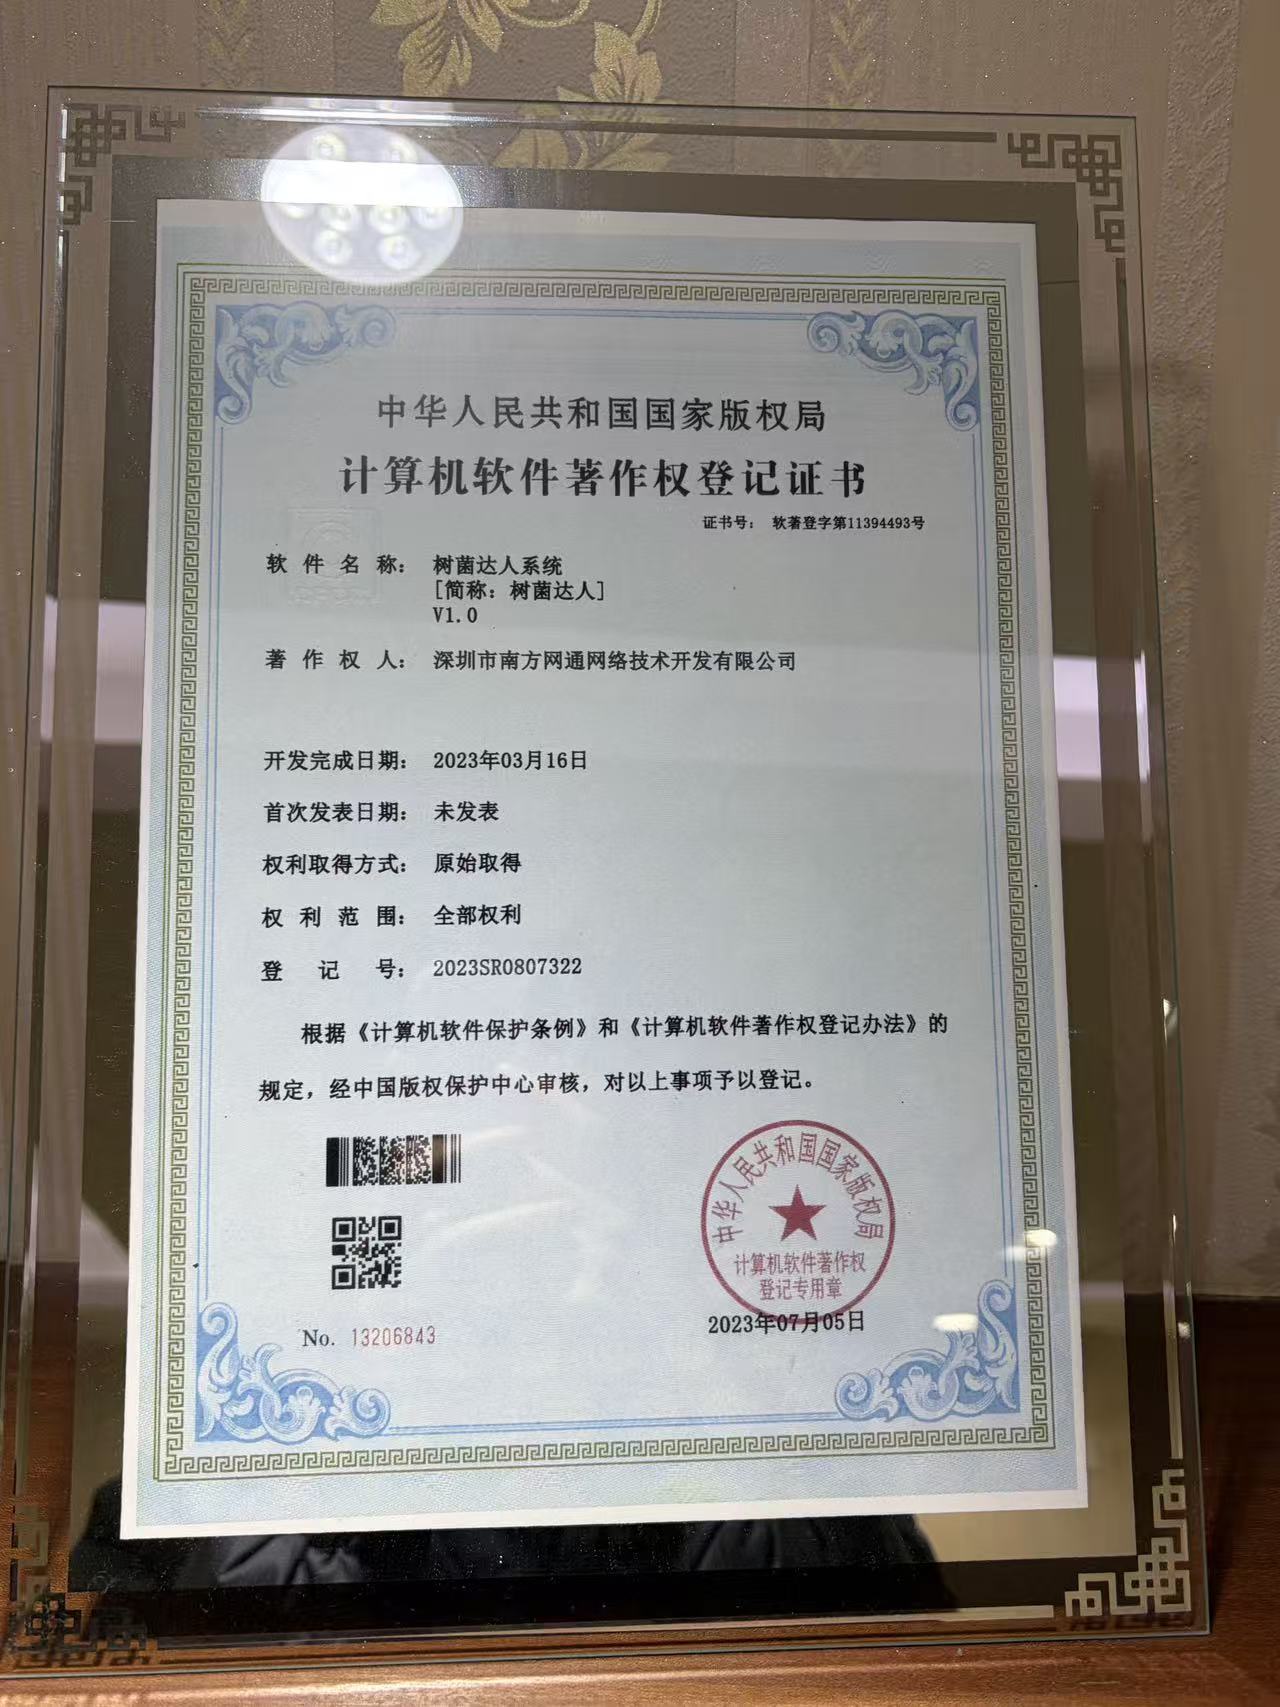 中华人民共和国国家版权局
计算机软件著作权登记证书
证书号： 软著登字第11394493号
软件名称： 树菌达人系统
[简称：树菌达人]
V1.0
著作权人： 深圳市南方网通网络技术开发有限公司
开发完成日期： 2023年03月16日
首次发表日期： 未发表
权利取得方式： 原始取得
权利范围： 全部权利
登记号： 2023SR0807322
根据《计算机软件保护条例》和《计算机软件著作权登记办法》的
规定，经中国版权保护中心审核，对以上事项予以登记。
中华人民共和国国家版权局
计算机软件著作权
登记专用章
No. 13206843
2023年07月05日